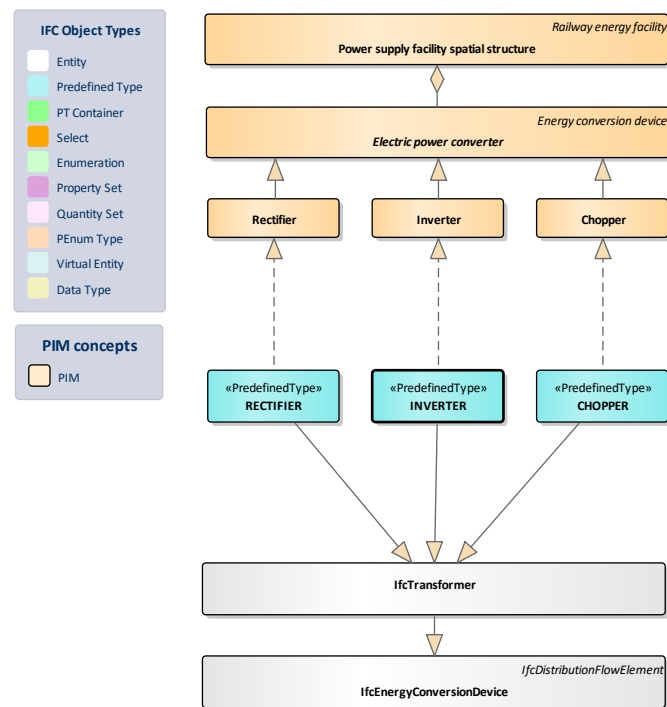 IFC Object Types
Entity
Predefined Type
PT Container
Select
Enumeration
Property Set
Quantity Set
PEnum Type
Virtual Entity
Data Type
PIM concepts
PIM
Railway energy facility
Power supply facility spatial structure
Energy conversion device
Electric power converter
Rectifier
Inverter
Chopper
«PredefinedType»
RECTIFIER
«PredefinedType»
INVERTER
«PredefinedType»
CHOPPER
IfcTransformer
IfcDistributionFlowElement
IfcEnergyConversionDevice